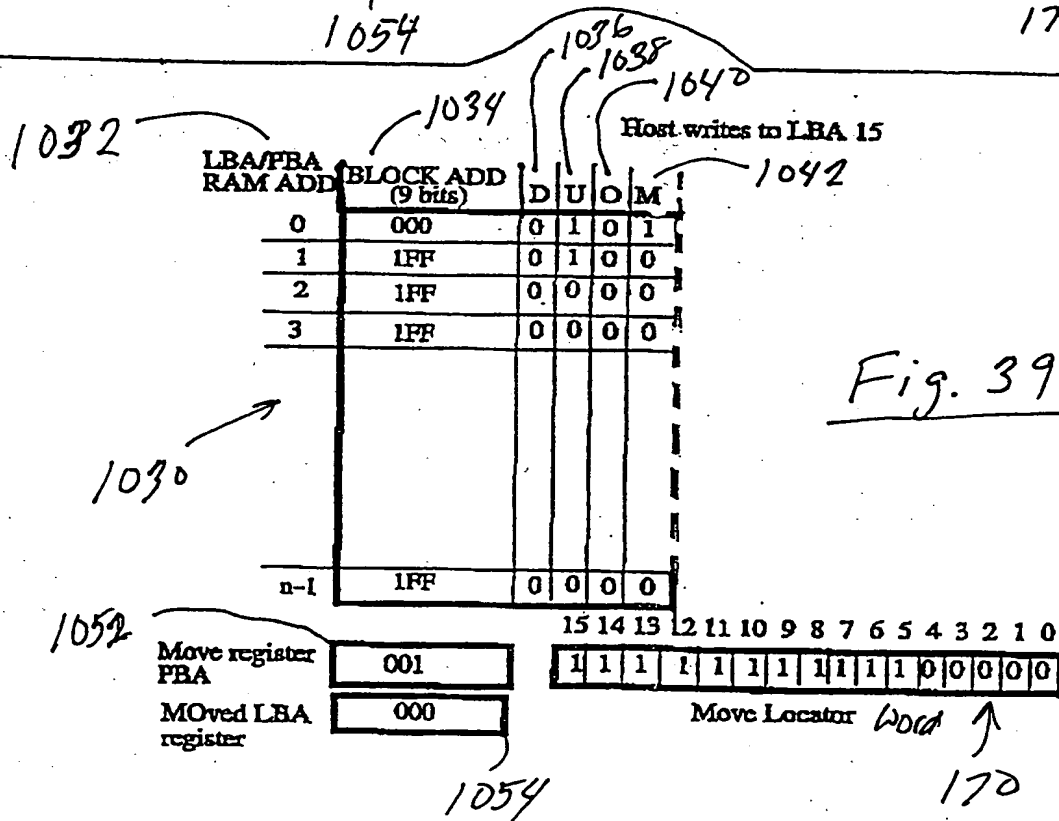 1054
17
1036
1038
1040
1034
Host writes to LBA 15
1032
1042
LBA/PBA BLOCK ADD D U O M
RAM ADD (9 bits)
0 000 0 1 0 1
1 1FF 0 1 0 0
2 1FF 0 0 0 0
3 1FF 0 0 0 0
Fig. 39
1030
n-1 1FF 0 0 0 0
1052
15 14 13 12 11 10 9 8 7 6 5 4 3 2 1 0
Move register 001 1 1 1 1 1 1 1 1 1 1 1 0 0 0 0 0
PBA
MOved LBA 000 Move Locator Word
register
1054
170